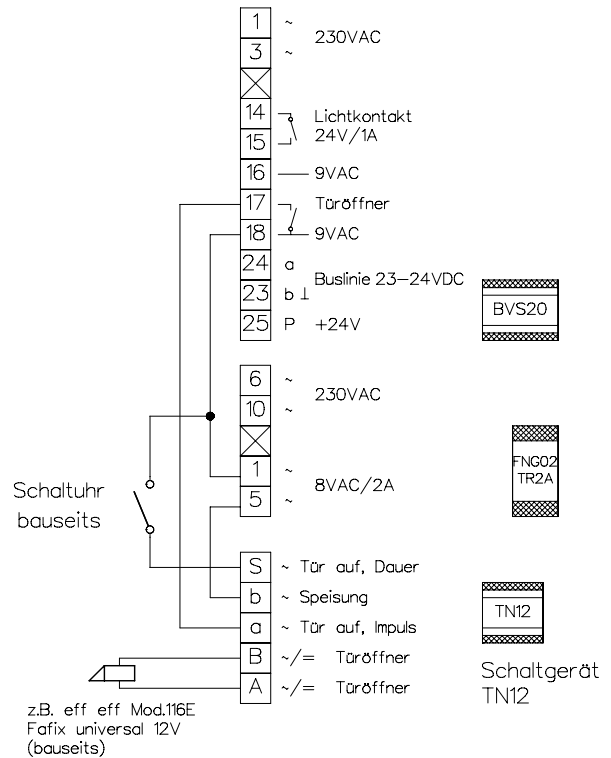 1 ~
230VAC
3 ~
14
Lichtkontakt
24V/1A
15
16 9VAC
17 Türöffner
18 9VAC
24 a
Buslinie 23-24VDC
23 b ⊥
25 P +24V
BVS20
6 ~
230VAC
10 ~
1 ~
8VAC/2A
5 ~
FNG02
TR2A
Schaltuhr
bauseits
S ~ Tür auf, Dauer
b ~ Speisung
a ~ Tür auf, Impuls
B ~/= Türöffner
A ~/= Türöffner
TN12
Schaltgerät
TN12
z.B. eff eff Mod.116E
Fafix universal 12V
(bauseits)